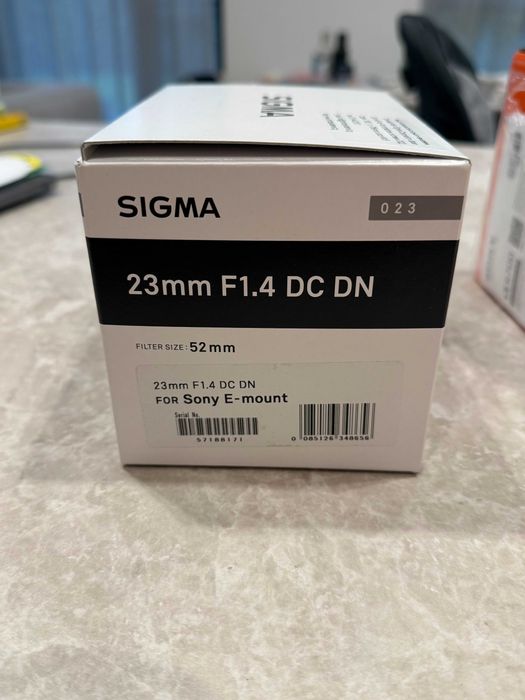 SIGMA
SIGMA
023
23mm F1.4 DC DN
FILTER SIZE: 52mm
23mm F1.4 DC DN
FOR Sony E-mount
Serial No.
57188171
0 085126 348656